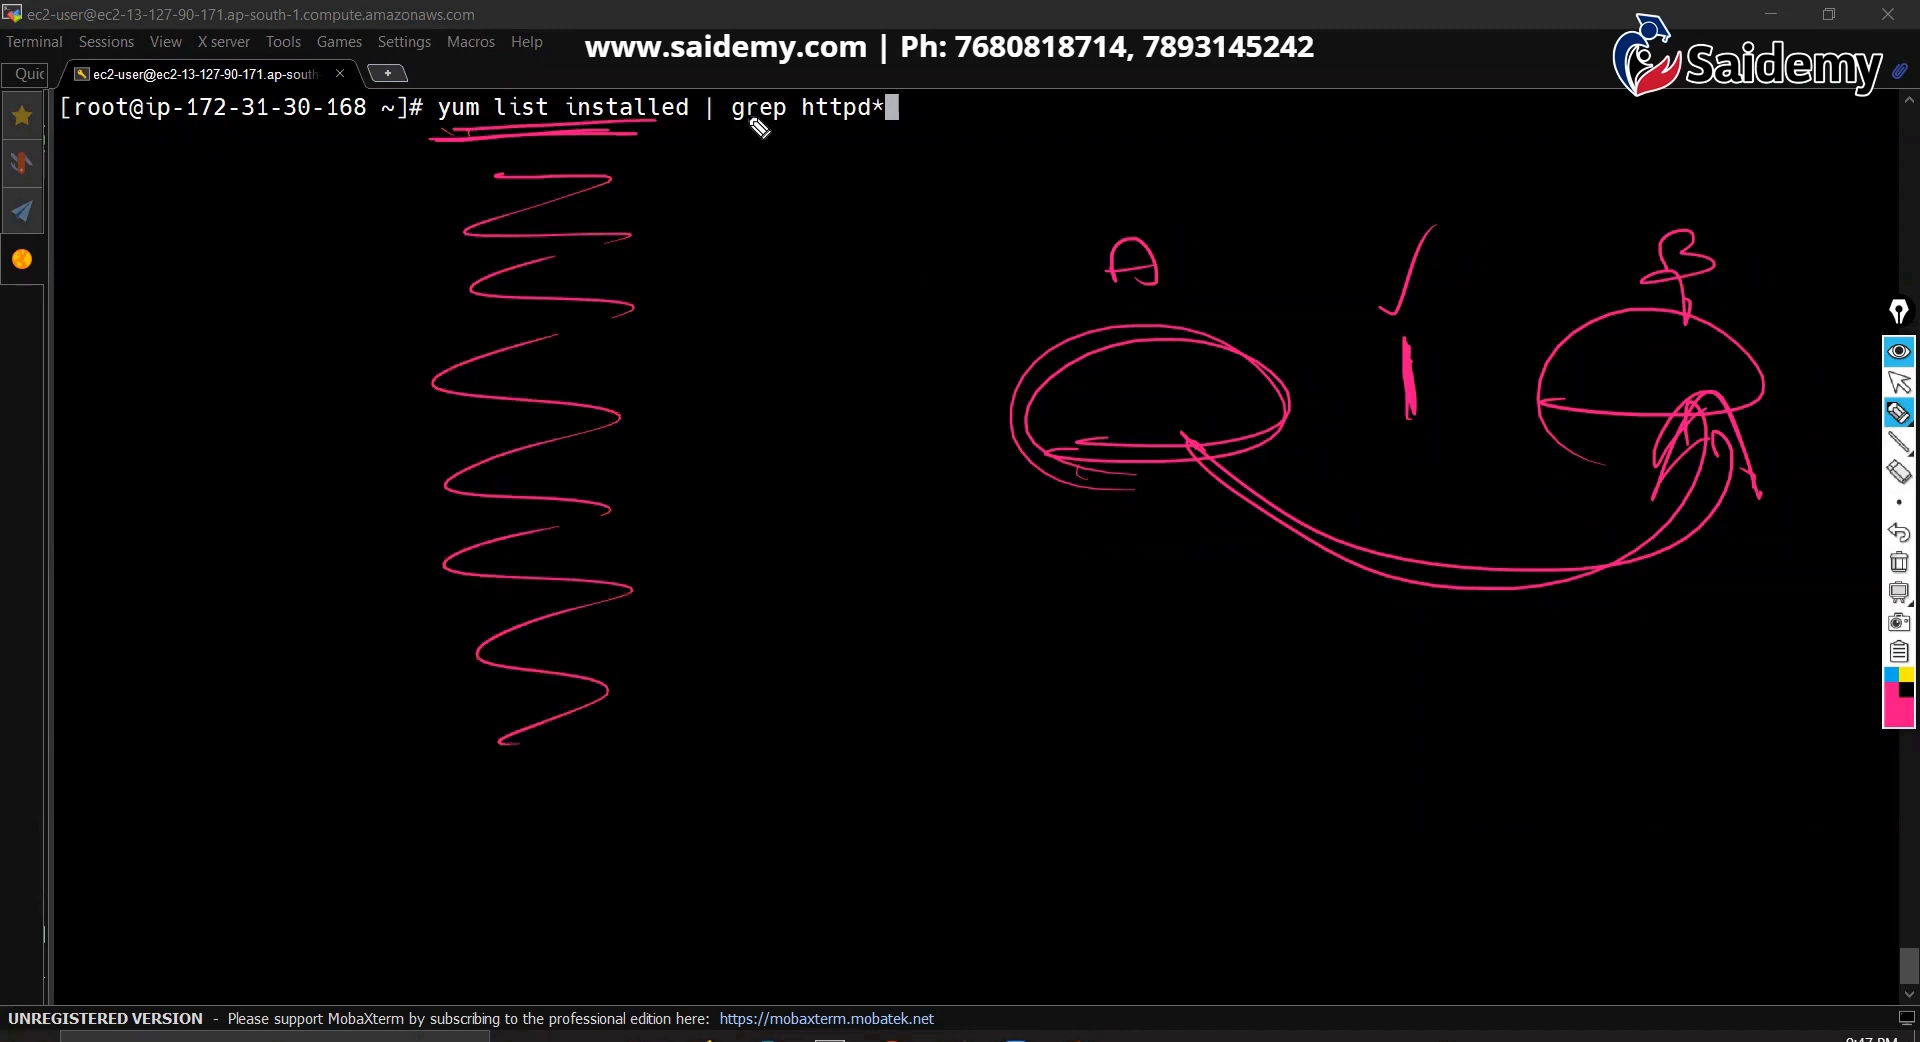 ec2-user@ec2-13-127-90-171.ap-south-1.compute.amazonaws.com
Terminal Sessions View X server Tools Games Settings Macros Help
www.saidemy.com | Ph: 7680818714, 7893145242
Saidemy
Quic
ec2-user@ec2-13-127-90-171.ap-south-
[root@ip-172-31-30-168 ~]# yum list installed | grep httpd*
A
B
UNREGISTERED VERSION - Please support MobaXterm by subscribing to the professional edition here: https://mobaxterm.mobatek.net